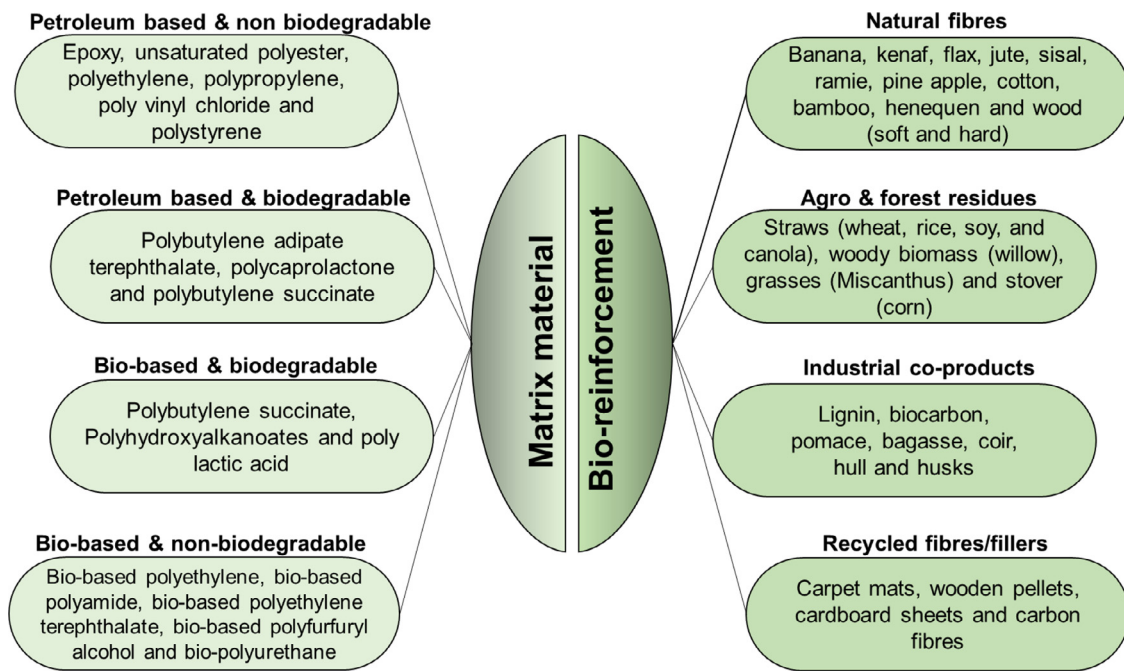 Petroleum based & non biodegradable
Epoxy, unsaturated polyester,
polyethylene, polypropylene,
poly vinyl chloride and
polystyrene
Petroleum based & biodegradable
Polybutylene adipate
terephthalate, polycaprolactone
and polybutylene succinate
Bio-based & biodegradable
Polybutylene succinate,
Polyhydroxyalkanoates and poly
lactic acid
Bio-based & non-biodegradable
Bio-based polyethylene, bio-based
polyamide, bio-based polyethylene
terephthalate, bio-based polyfurfuryl
alcohol and bio-polyurethane
Matrix material
Bio-reinforcement
Natural fibres
Banana, kenaf, flax, jute, sisal,
ramie, pine apple, cotton,
bamboo, henequen and wood
(soft and hard)
Agro & forest residues
Straws (wheat, rice, soy, and
canola), woody biomass (willow),
grasses (Miscanthus) and stover
(corn)
Industrial co-products
Lignin, biocarbon,
pomace, bagasse, coir,
hull and husks
Recycled fibres/fillers
Carpet mats, wooden pellets,
cardboard sheets and carbon
fibres